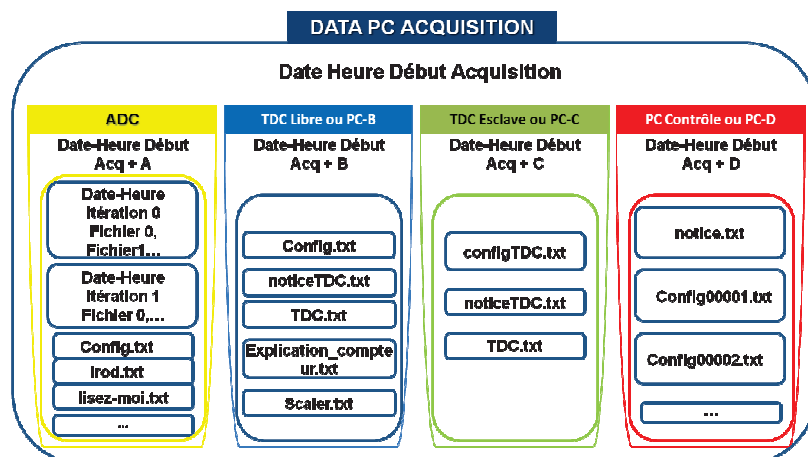 DATA PC ACQUISITION
Date Heure Début Acquisition
ADC
Date-Heure Début
Acq + A
Date-Heure
Itération 0
Fichier 0,
Fichier1...
Date-Heure
Itération 1
Fichier 0,...
Config.txt
Irod.txt
lisez-moi.txt
...
TDC Libre ou PC-B
Date-Heure Début
Acq + B
Config.txt
noticeTDC.txt
TDC.txt
Explication_compte
ur.txt
Scaler.txt
TDC Esclave ou PC-C
Date-Heure Début
Acq + C
configTDC.txt
noticeTDC.txt
TDC.txt
PC Contrôle ou PC-D
Date-Heure Début
Acq + D
notice.txt
Config00001.txt
Config00002.txt
...